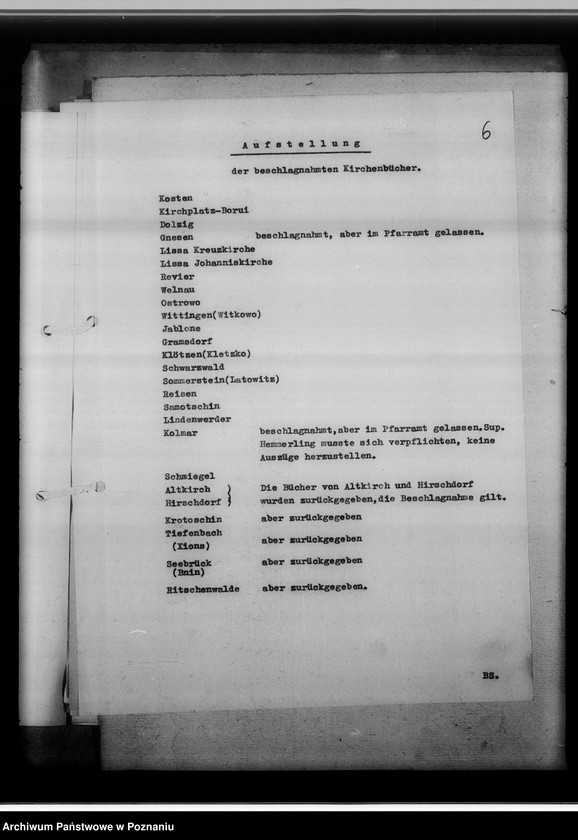 6
Aufstellung
der beschlagnahmten Kirchenbücher.
Kosten
Kirchplatz-Borui
Dolzig
Gnesen beschlagnahmt, aber im Pfarramt gelassen.
Lissa Kreuzkirche
Lissa Johanniskirche
Revier
Welnau
Ostrowo
Wittingen(Witkowo)
Jablone
Gramsdorf
Klötzen(Kletzko)
Schwarzwald
Sommerstein(Latowitz)
Reisen
Samotschin
Lindenwerder
Kolmar beschlagnahmt,aber im Pfarramt gelassen.Sup.
Hemmerling musste sich verpflichten, keine
Auszüge herzustellen.
Schmiegel
Altkirch ) Die Bücher von Altkirch und Hirschdorf
Hirschdorf ) wurden zurückgegeben,die Beschlagnahme gilt.
Krotoschin aber zurückgegeben
Tiefenbach
(Xions) aber zurückgegeben
Seebrück aber zurückgegeben
(Bnin)
Ritschenwalde aber zurückgegeben.
BS.
Archiwum Państwowe w Poznaniu